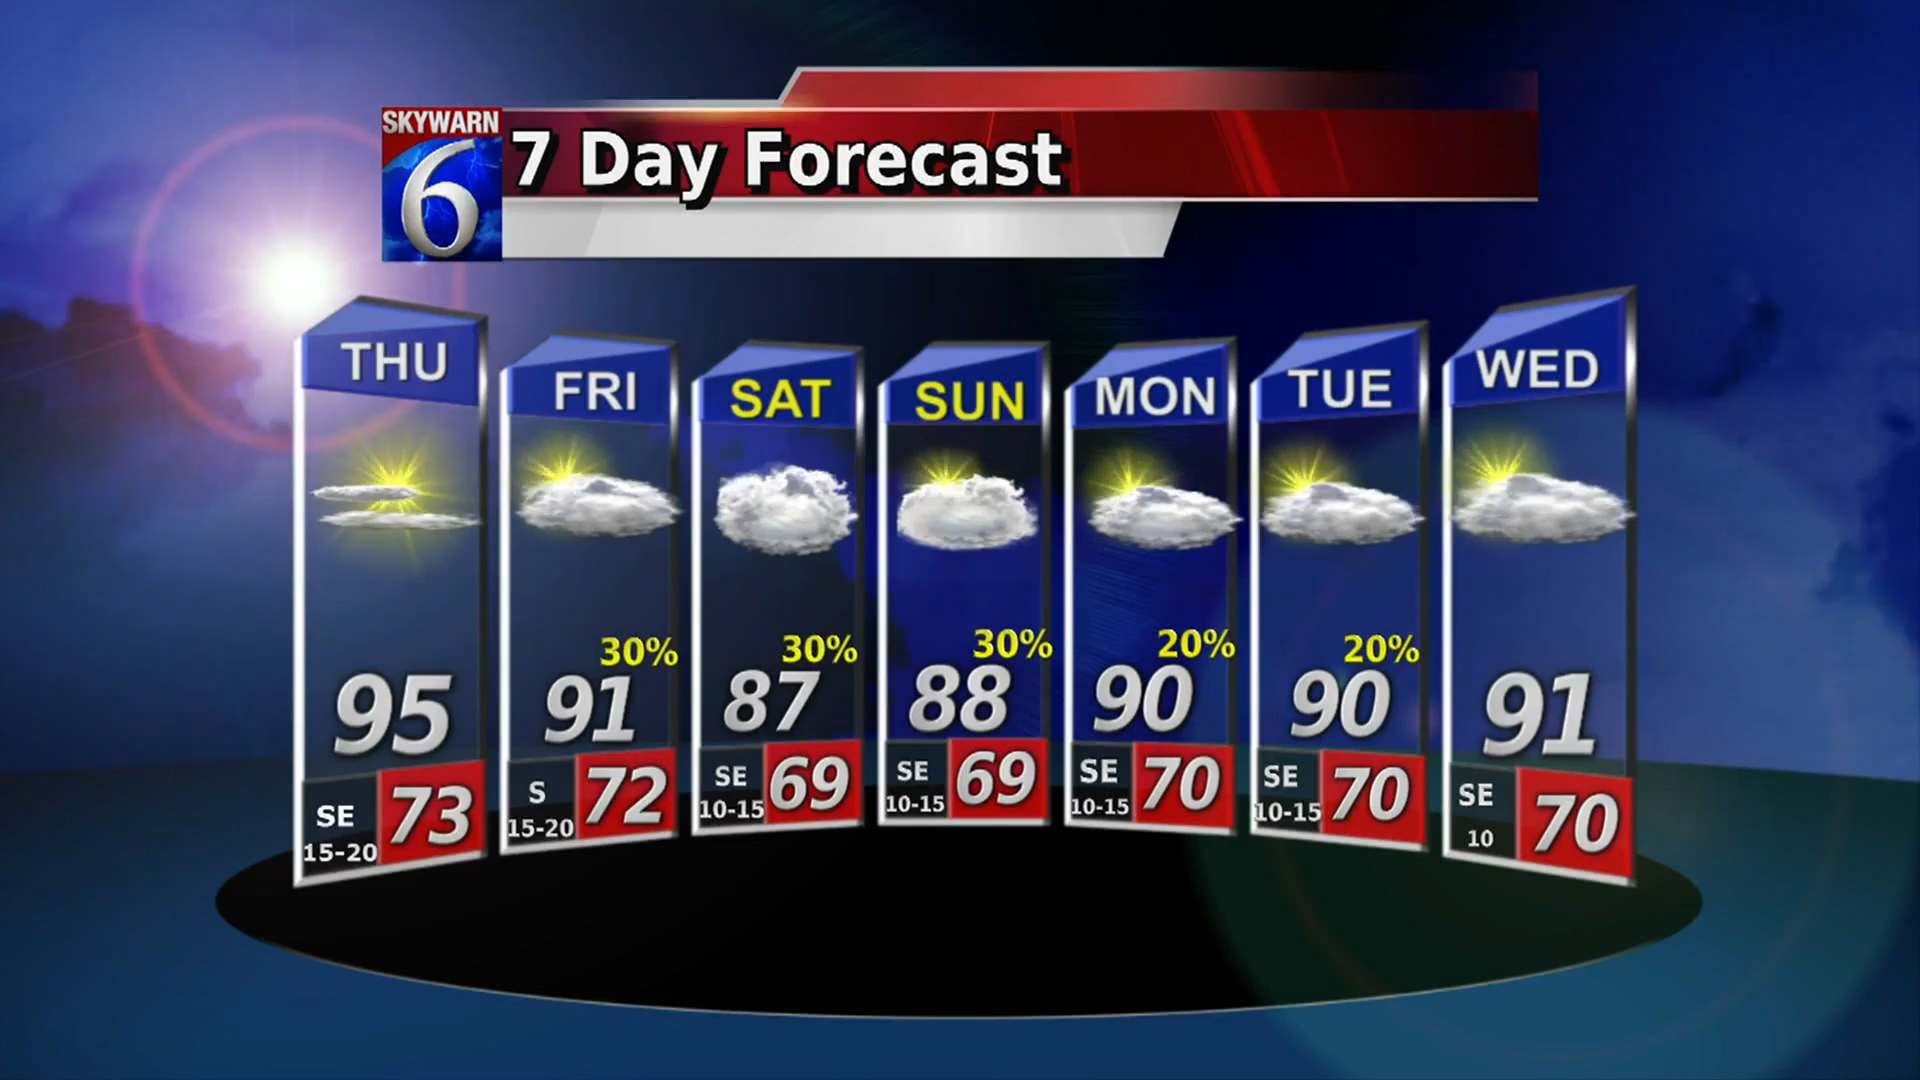 SKYWARN
6
7 Day Forecast
THU
95
SE
15-20
73
FRI
30%
91
S
15-20
72
SAT
30%
87
SE
10-15
69
SUN
30%
88
SE
10-15
69
MON
20%
90
SE
10-15
70
TUE
20%
90
SE
10-15
70
WED
91
SE
10
70